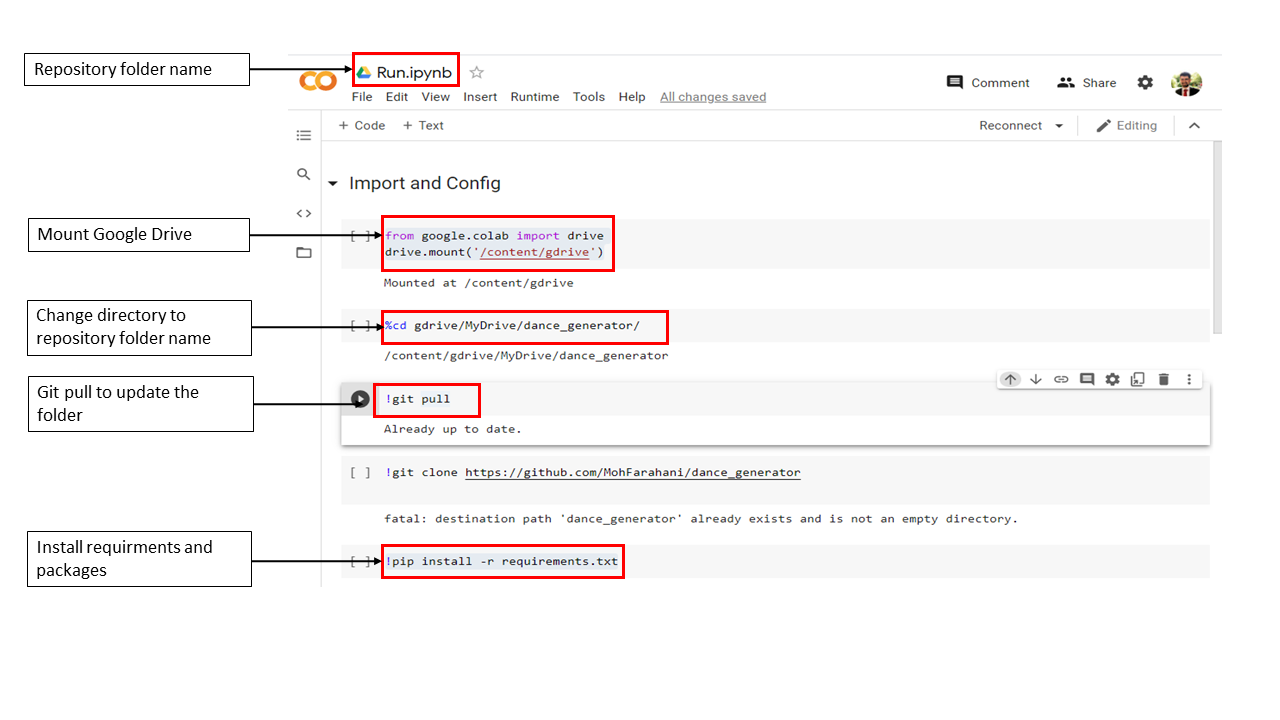 Repository folder name
Run.ipynb
File Edit View Insert Runtime Tools Help All changes saved
Comment Share
+ Code + Text
Reconnect Editing
Import and Config
Mount Google Drive
[ ] from google.colab import drive
drive.mount('/content/gdrive')
Mounted at /content/gdrive
Change directory to
repository folder name
[ ] %cd gdrive/MyDrive/dance_generator/
/content/gdrive/MyDrive/dance_generator
Git pull to update the
folder
!git pull
Already up to date.
[ ] !git clone https://github.com/MohFarahani/dance_generator
fatal: destination path 'dance_generator' already exists and is not an empty directory.
Install requirments and
packages
[ ] !pip install -r requirements.txt